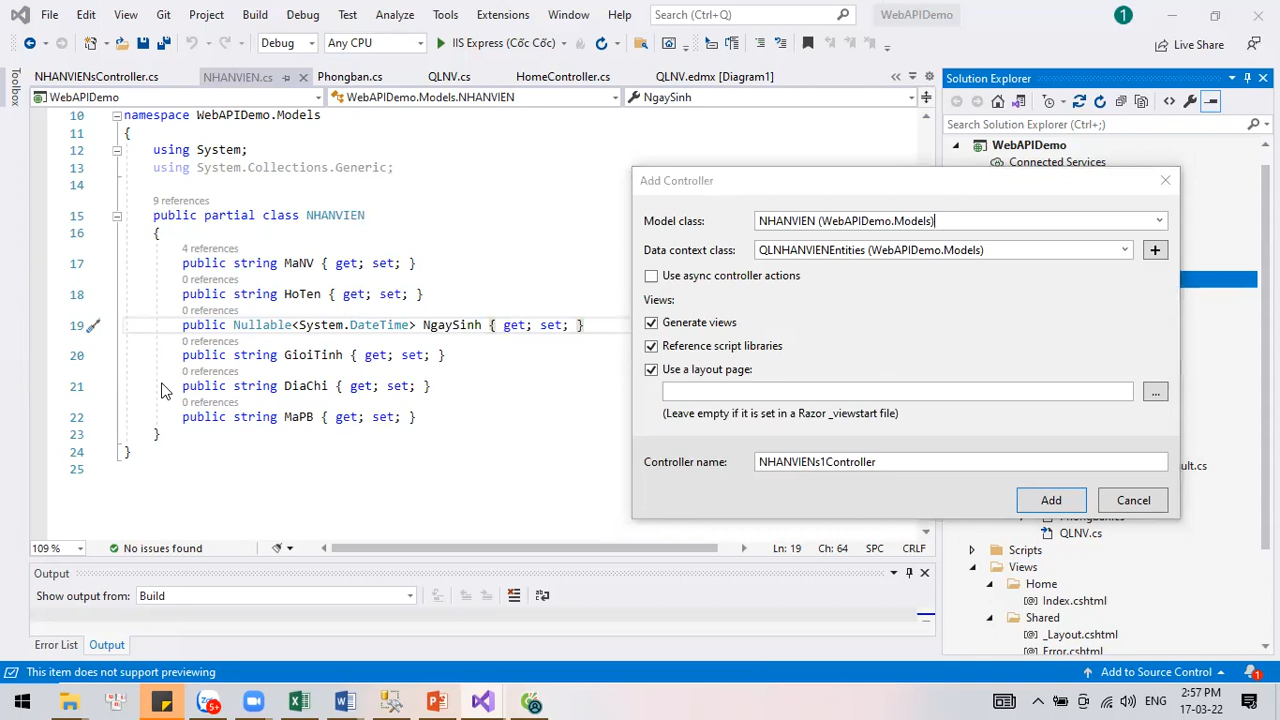 File Edit View Git Project Build Debug Test Analyze Tools Extensions Window Help Search (Ctrl+Q) WebAPIDemo 1
Debug Any CPU IIS Express (Cốc Cốc) Live Share
Toolbox
NHANVIENsController.cs NHANVIEN.cs Phongban.cs QLNV.cs HomeController.cs QLNV.edmx [Diagram1]
WebAPIDemo WebAPIDemo.Models.NHANVIEN NgaySinh
10 namespace WebAPIDemo.Models
11 {
12 using System;
13 using System.Collections.Generic;
14
9 references
15 public partial class NHANVIEN
16 {
4 references
17 public string MaNV { get; set; }
0 references
18 public string HoTen { get; set; }
0 references
19 public Nullable<System.DateTime> NgaySinh { get; set; }
0 references
20 public string GioiTinh { get; set; }
0 references
21 public string DiaChi { get; set; }
0 references
22 public string MaPB { get; set; }
23 }
24 }
25
109 % No issues found Ln: 19 Ch: 64 SPC CRLF
Output
Show output from: Build
Error List Output
Add Controller
Model class: NHANVIEN (WebAPIDemo.Models)
Data context class: QLNHANVIENEntities (WebAPIDemo.Models)
Use async controller actions
Views:
Generate views
Reference script libraries
Use a layout page:
...
(Leave empty if it is set in a Razor _viewstart file)
Controller name: NHANVIENs1Controller
Add Cancel
Solution Explorer
Search Solution Explorer (Ctrl+;)
WebAPIDemo
Connected Services
QLNV.cs
Scripts
Views
Home
Index.cshtml
Shared
_Layout.cshtml
Error.cshtml
This item does not support previewing Add to Source Control 1
5+ ENG 2:57 PM
17-03-22